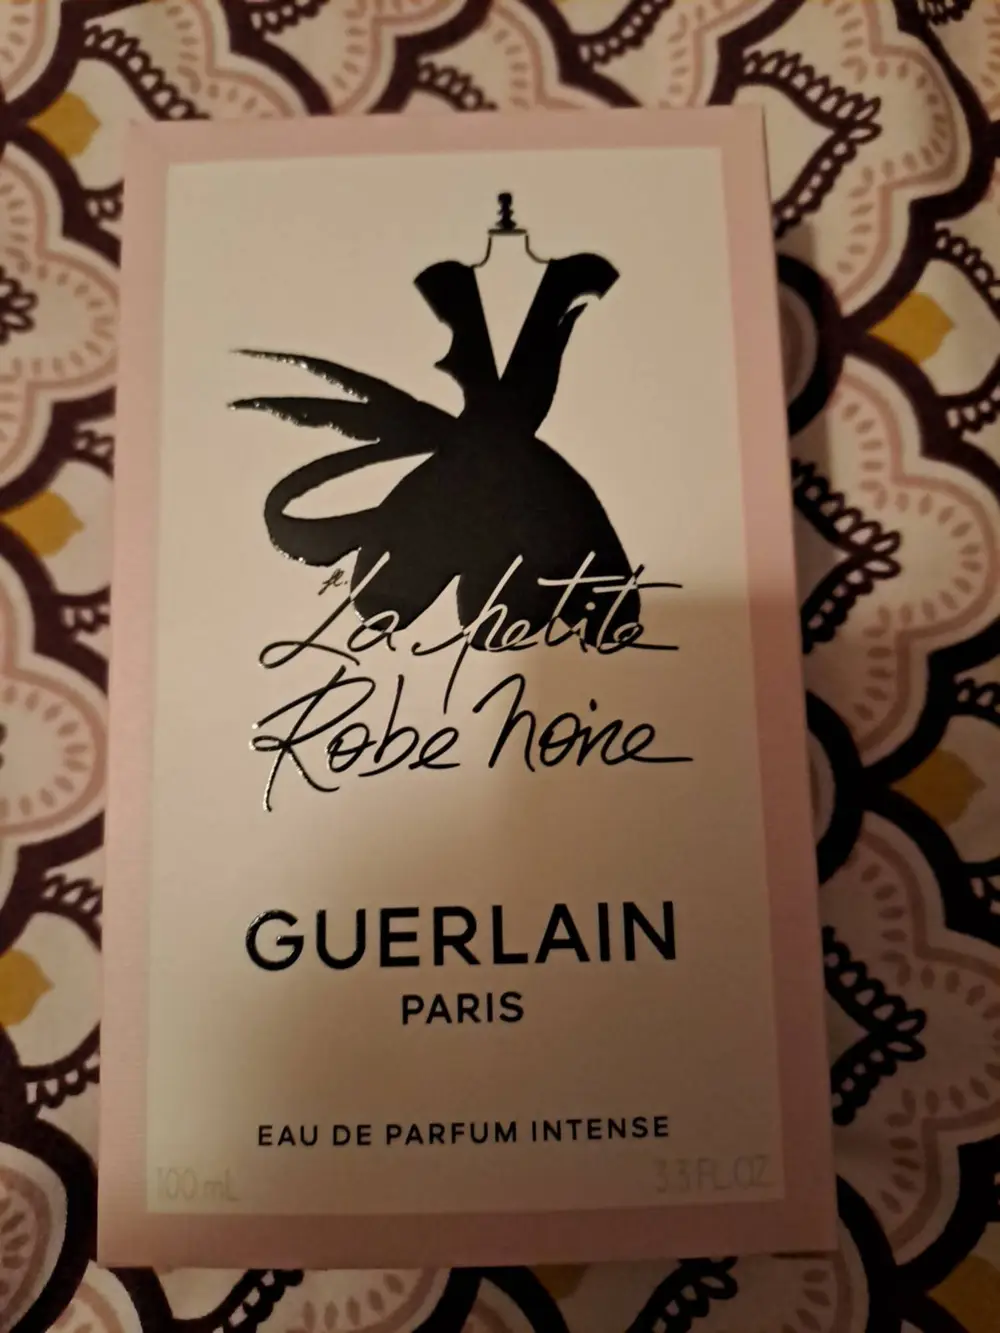 La petite
Robe Noire
GUERLAIN
PARIS
EAU DE PARFUM INTENSE
100 mL
3.3 FL.OZ